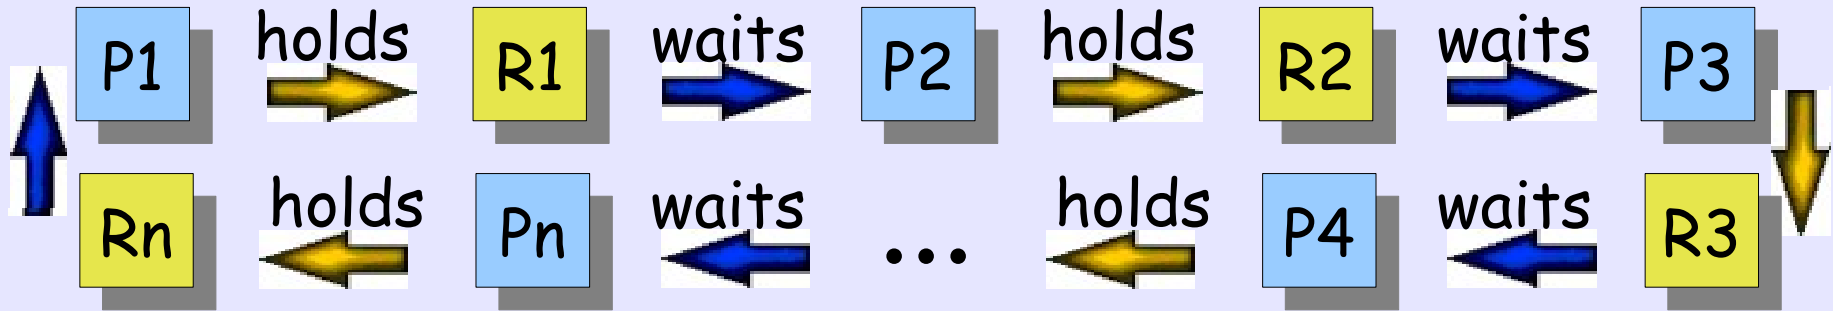 P1 holds R1 waits P2 holds R2 waits P3
Rn holds Pn waits ... holds P4 waits R3